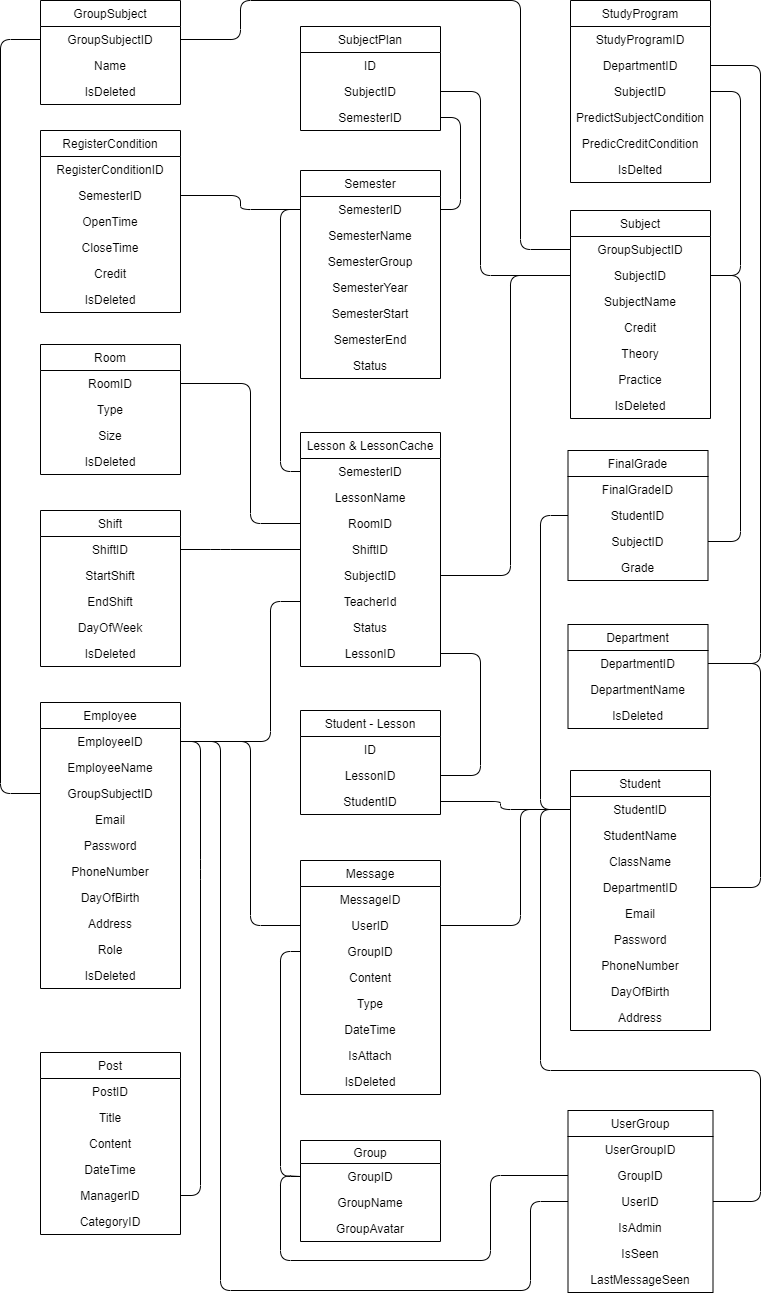 GroupSubject
GroupSubjectID
Name
IsDeleted
RegisterCondition
RegisterConditionID
SemesterID
OpenTime
CloseTime
Credit
IsDeleted
Room
RoomID
Type
Size
IsDeleted
Shift
ShiftID
StartShift
EndShift
DayOfWeek
IsDeleted
Employee
EmployeeID
EmployeeName
GroupSubjectID
Email
Password
PhoneNumber
DayOfBirth
Address
Role
IsDeleted
Post
PostID
Title
Content
DateTime
ManagerID
CategoryID
SubjectPlan
ID
SubjectID
SemesterID
Semester
SemesterID
SemesterName
SemesterGroup
SemesterYear
SemesterStart
SemesterEnd
Status
Lesson & LessonCache
SemesterID
LessonName
RoomID
ShiftID
SubjectID
TeacherId
Status
LessonID
Student - Lesson
ID
LessonID
StudentID
Message
MessageID
UserID
GroupID
Content
Type
DateTime
IsAttach
IsDeleted
Group
GroupID
GroupName
GroupAvatar
StudyProgram
StudyProgramID
DepartmentID
SubjectID
PredictSubjectCondition
PredicCreditCondition
IsDelted
Subject
GroupSubjectID
SubjectID
SubjectName
Credit
Theory
Practice
IsDeleted
FinalGrade
FinalGradeID
StudentID
SubjectID
Grade
Department
DepartmentID
DepartmentName
IsDeleted
Student
StudentID
StudentName
ClassName
DepartmentID
Email
Password
PhoneNumber
DayOfBirth
Address
UserGroup
UserGroupID
GroupID
UserID
IsAdmin
IsSeen
LastMessageSeen